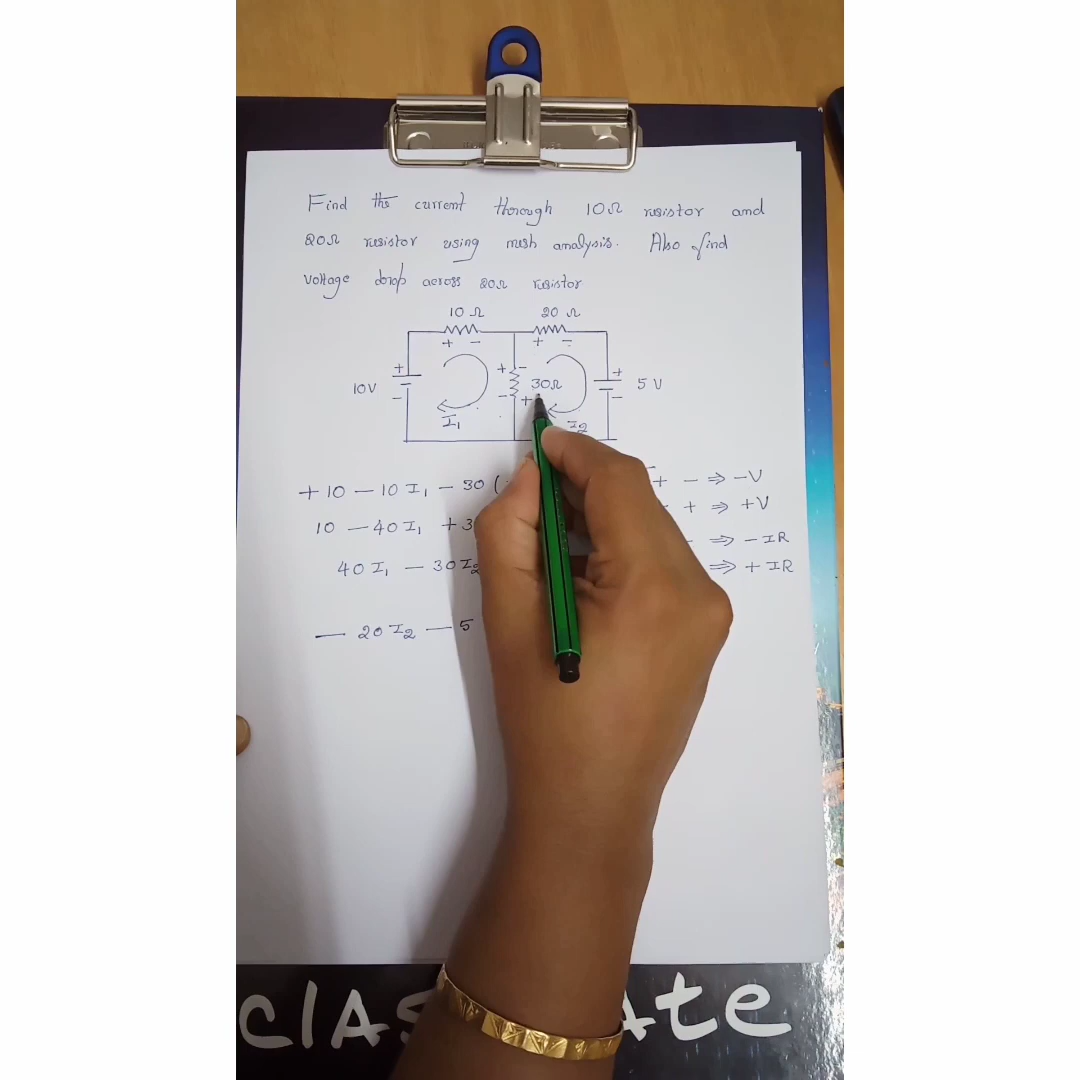 Find the current through 10Ω resistor and
20Ω resistor using mesh analysis. Also find
voltage drop across 20Ω resistor
10 Ω 20 Ω
+ − + −
10V + − I₁ + − 30Ω − + I₂ + − 5 V
+10 − 10 I₁ − 30 (
10 − 40 I₁ + 3
40 I₁ − 30 I₂
− 20 I₂ − 5
+ − ⇒ −V
+ ⇒ +V
− ⇒ − IR
⇒ + IR